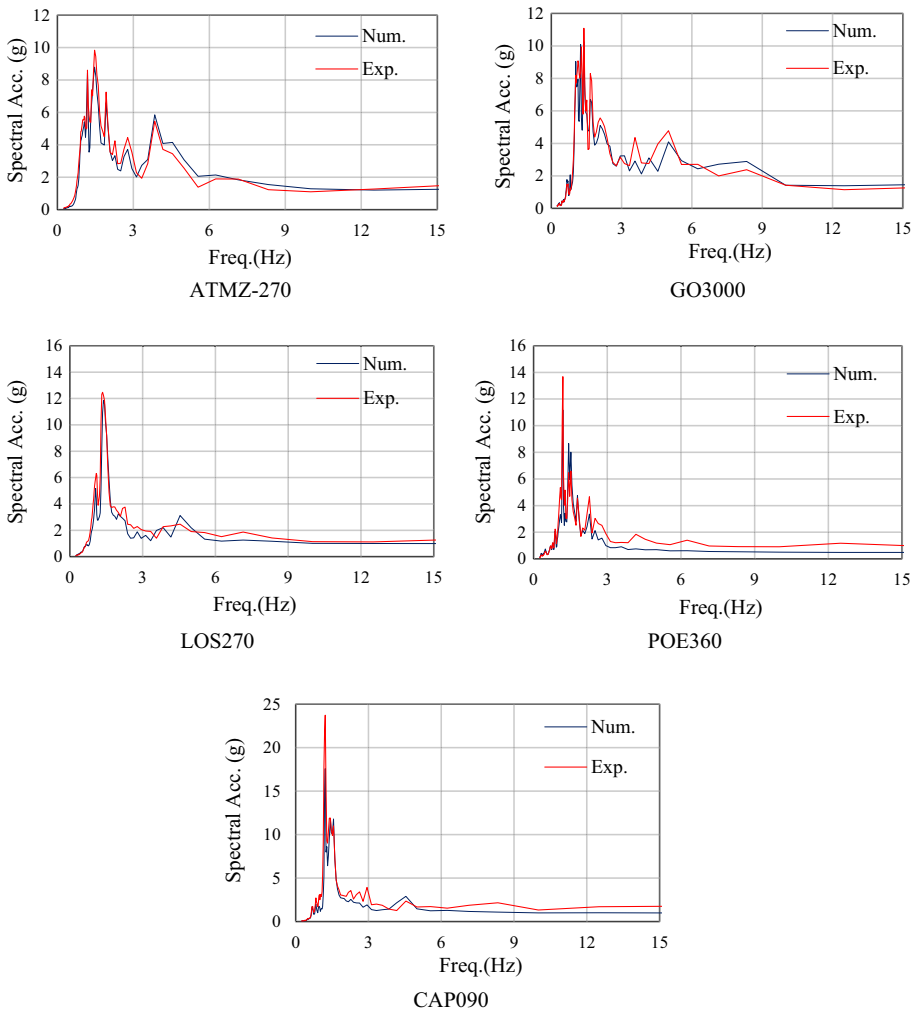 12
10
8
6
4
2
0
Spectral Acc. (g)
Num.
Exp.
0 3 6 9 12 15
Freq.(Hz)
ATMZ-270
12
10
8
6
4
2
0
Spectral Acc. (g)
Num.
Exp.
0 3 6 9 12 15
Freq.(Hz)
GO3000
16
14
12
10
8
6
4
2
0
Spectral Acc. (g)
Num.
Exp.
0 3 6 9 12 15
Freq.(Hz)
LOS270
16
14
12
10
8
6
4
2
0
Spectral Acc. (g)
Num.
Exp.
0 3 6 9 12 15
Freq.(Hz)
POE360
25
20
15
10
5
0
Spectral Acc. (g)
Num.
Exp.
0 3 6 9 12 15
Freq.(Hz)
CAP090